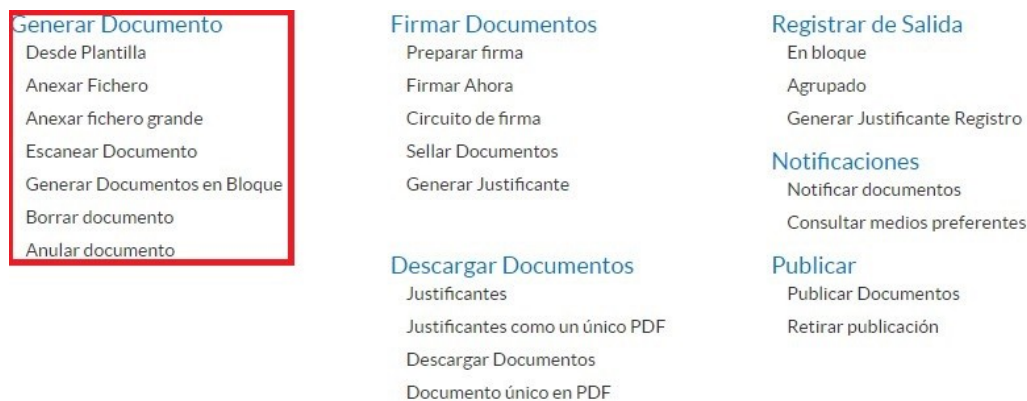 Generar Documento
Desde Plantilla
Anexar Fichero
Anexar fichero grande
Escanear Documento
Generar Documentos en Bloque
Borrar documento
Anular documento
Firmar Documentos
Preparar firma
Firmar Ahora
Circuito de firma
Sellar Documentos
Generar Justificante
Descargar Documentos
Justificantes
Justificantes como un único PDF
Descargar Documentos
Documento único en PDF
Registrar de Salida
En bloque
Agrupado
Generar Justificante Registro
Notificaciones
Notificar documentos
Consultar medios preferentes
Publicar
Publicar Documentos
Retirar publicación